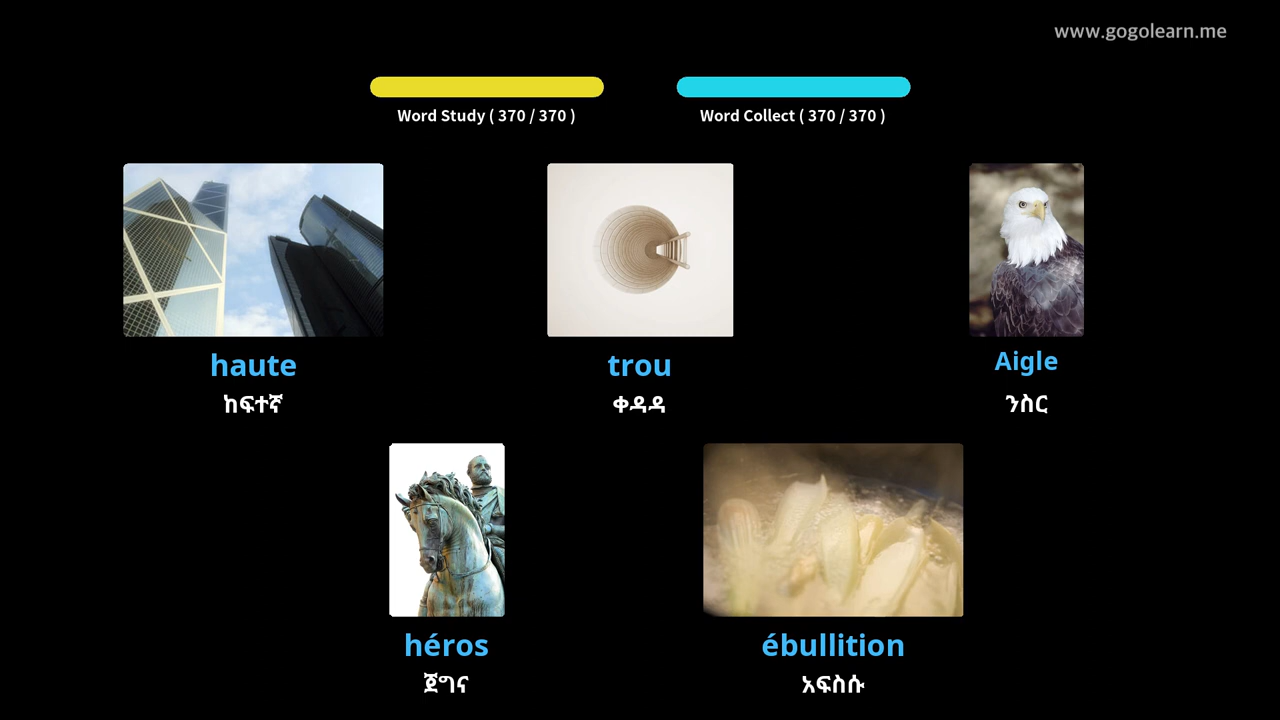 www.gogolearn.me
Word Study ( 370 / 370 )
Word Collect ( 370 / 370 )
haute
ከፍተኛ
trou
ቀዳዳ
Aigle
ንስር
héros
ጀግና
ébullition
አፍስሱ